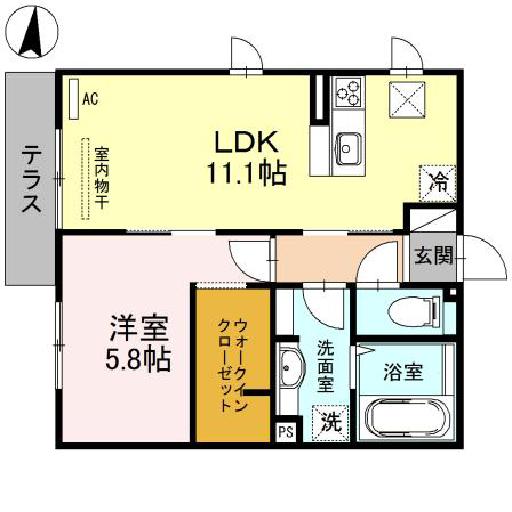 AC
LDK
11.1帖
冷
室内物干
テラス
玄関
洋室
5.8帖
ウォークイン
クローゼット
洗面室
浴室
PS
洗